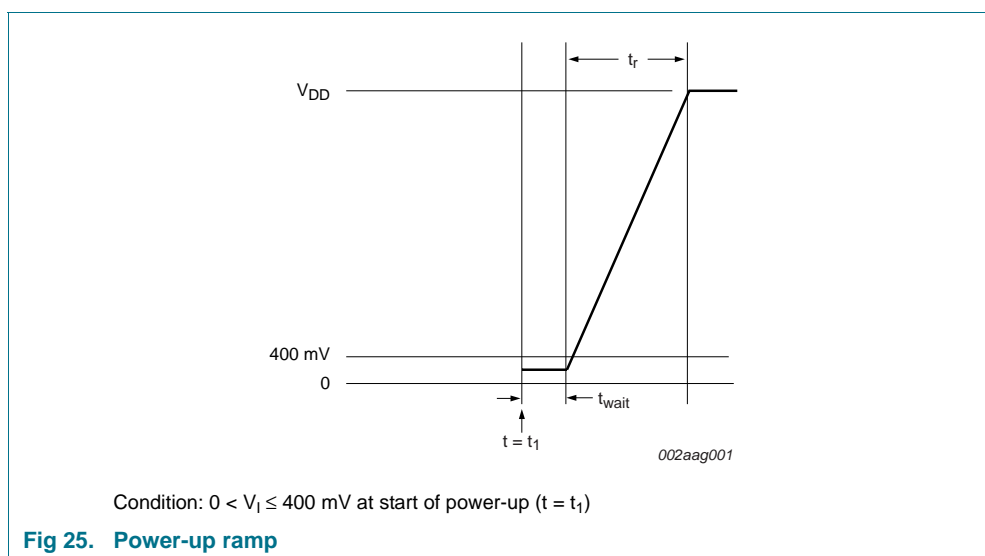 t_r
V_DD
400 mV
0
t_wait
t = t_1
002aag001
Condition: 0 < V_I ≤ 400 mV at start of power-up (t = t_1)
Fig 25. Power-up ramp